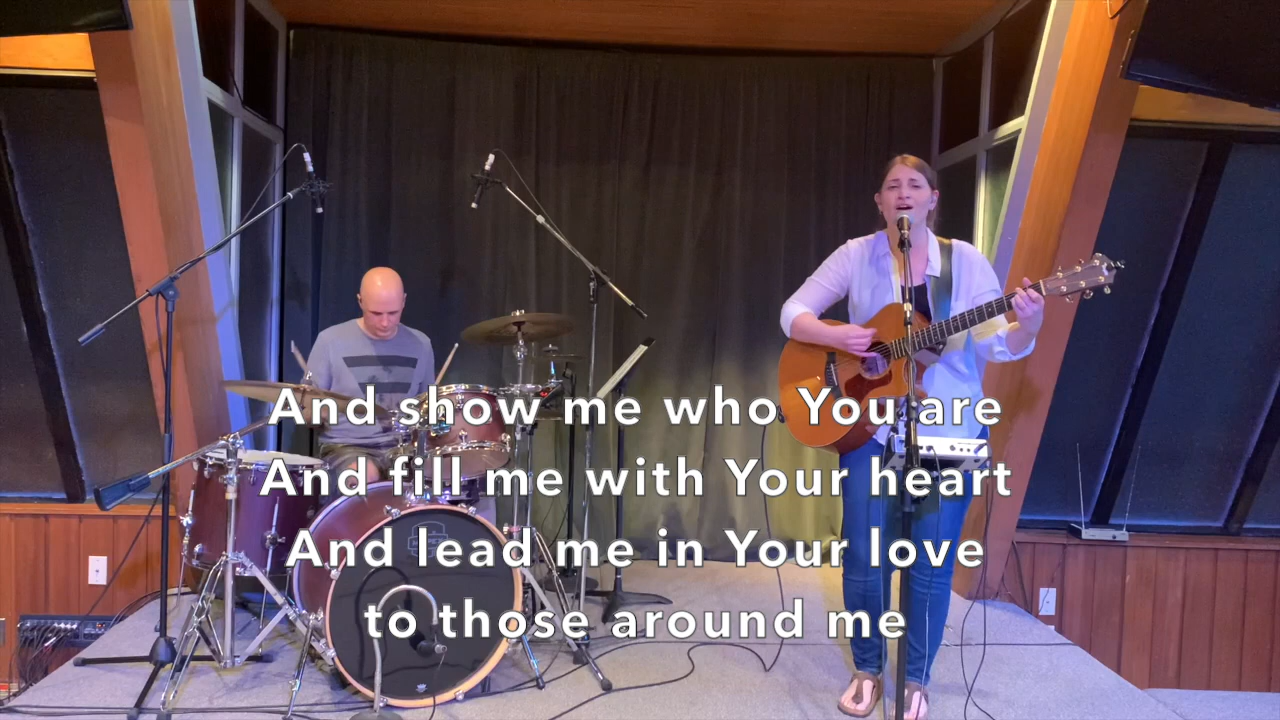 And show me who You are
And fill me with Your heart
And lead me in Your love
to those around me